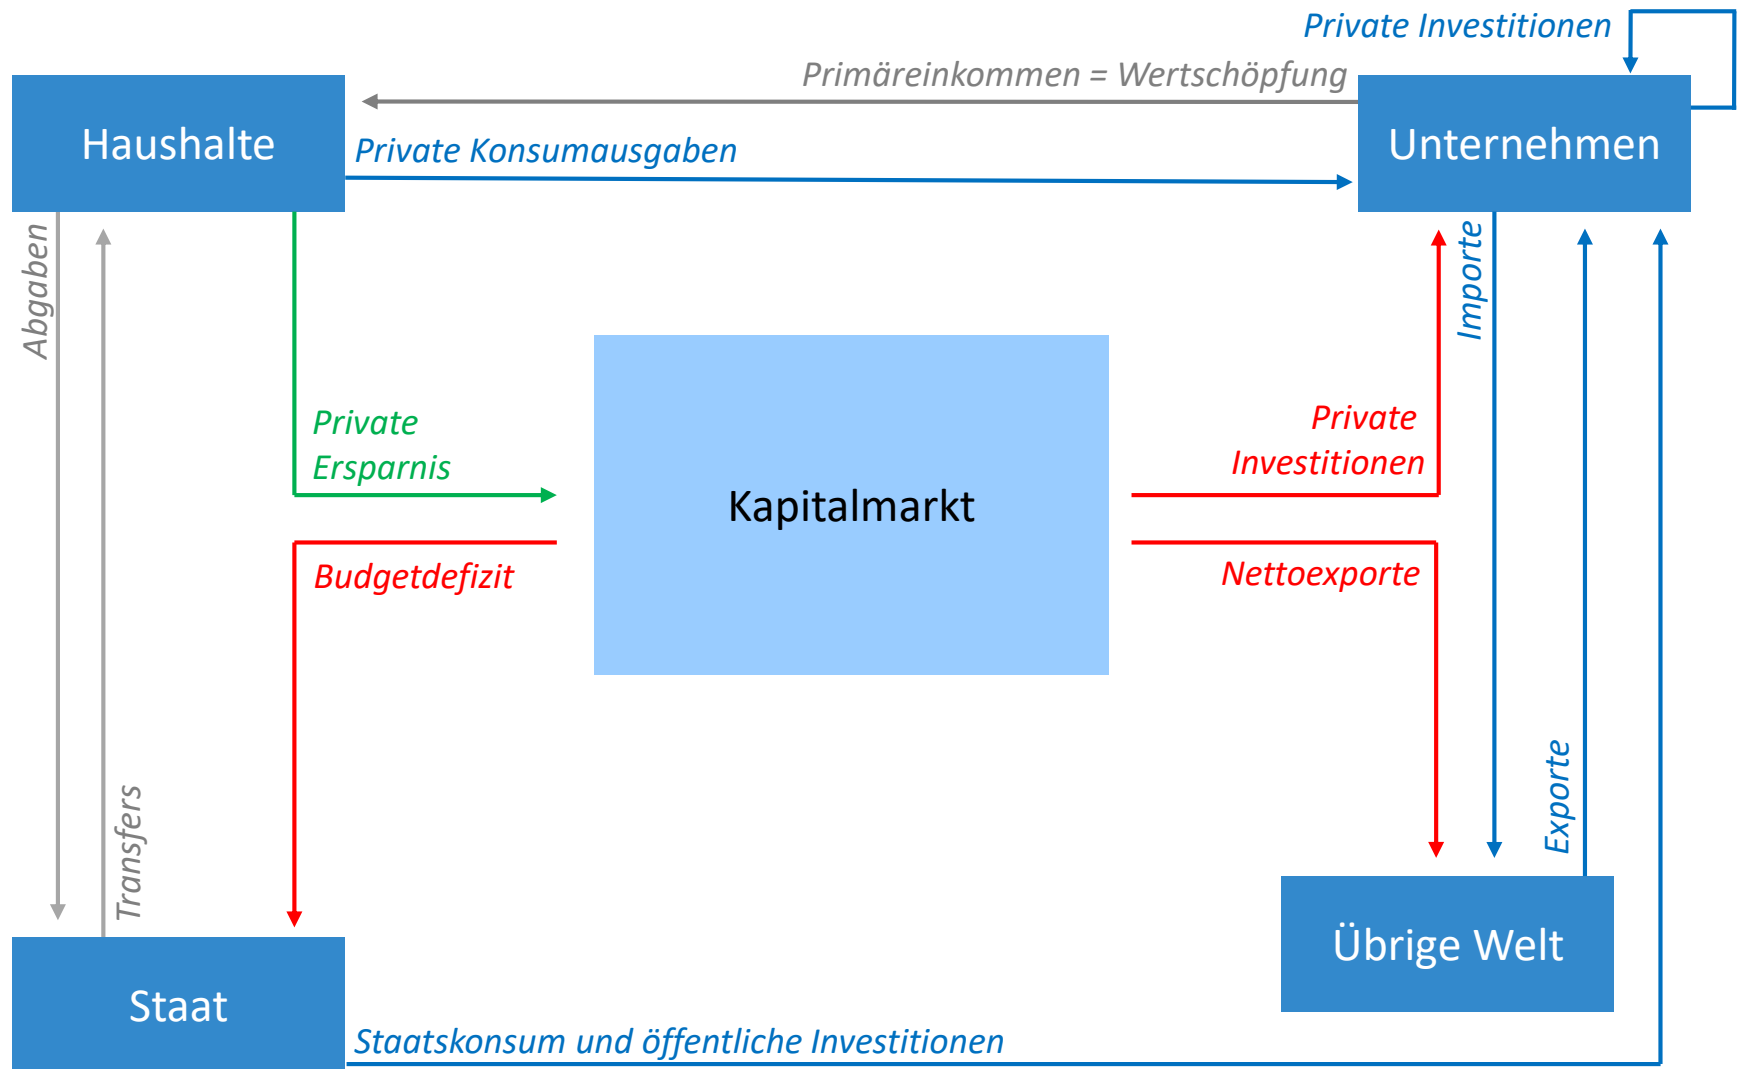 Private Investitionen
Primäreinkommen = Wertschöpfung
Haushalte
Unternehmen
Private Konsumausgaben
Abgaben
Importe
Private
Ersparnis
Private
Investitionen
Kapitalmarkt
Budgetdefizit
Nettoexporte
Transfers
Exporte
Übrige Welt
Staat
Staatskonsum und öffentliche Investitionen